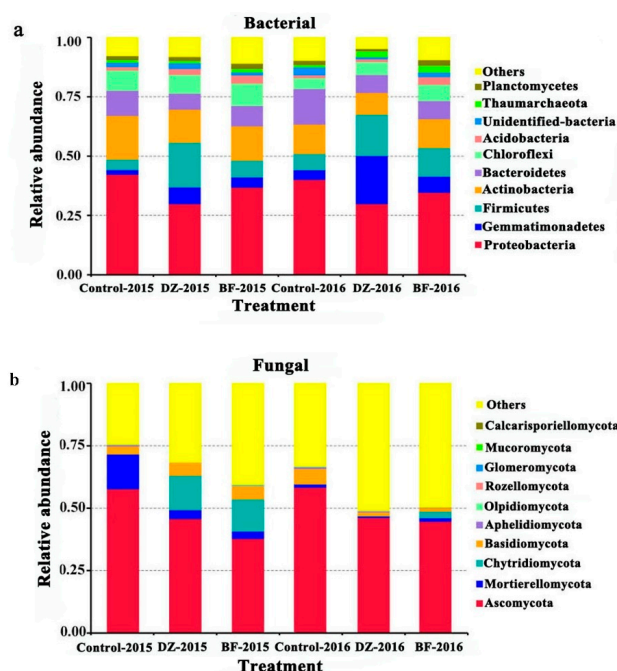 a
Bacterial
Relative abundance
1.00
0.75
0.50
0.25
0.00
Control-2015 DZ-2015 BF-2015 Control-2016 DZ-2016 BF-2016
Treatment
Others
Planctomycetes
Thaumarchaeota
Unidentified-bacteria
Acidobacteria
Chloroflexi
Bacteroidetes
Actinobacteria
Firmicutes
Gemmatimonadetes
Proteobacteria
b
Fungal
Relative abundance
1.00
0.75
0.50
0.25
0.00
Control-2015 DZ-2015 BF-2015 Control-2016 DZ-2016 BF-2016
Treatment
Others
Calcarisporiellomycota
Mucoromycota
Glomeromycota
Rozellomycota
Olpidiomycota
Aphelidiomycota
Basidiomycota
Chytridiomycota
Mortierellomycota
Ascomycota